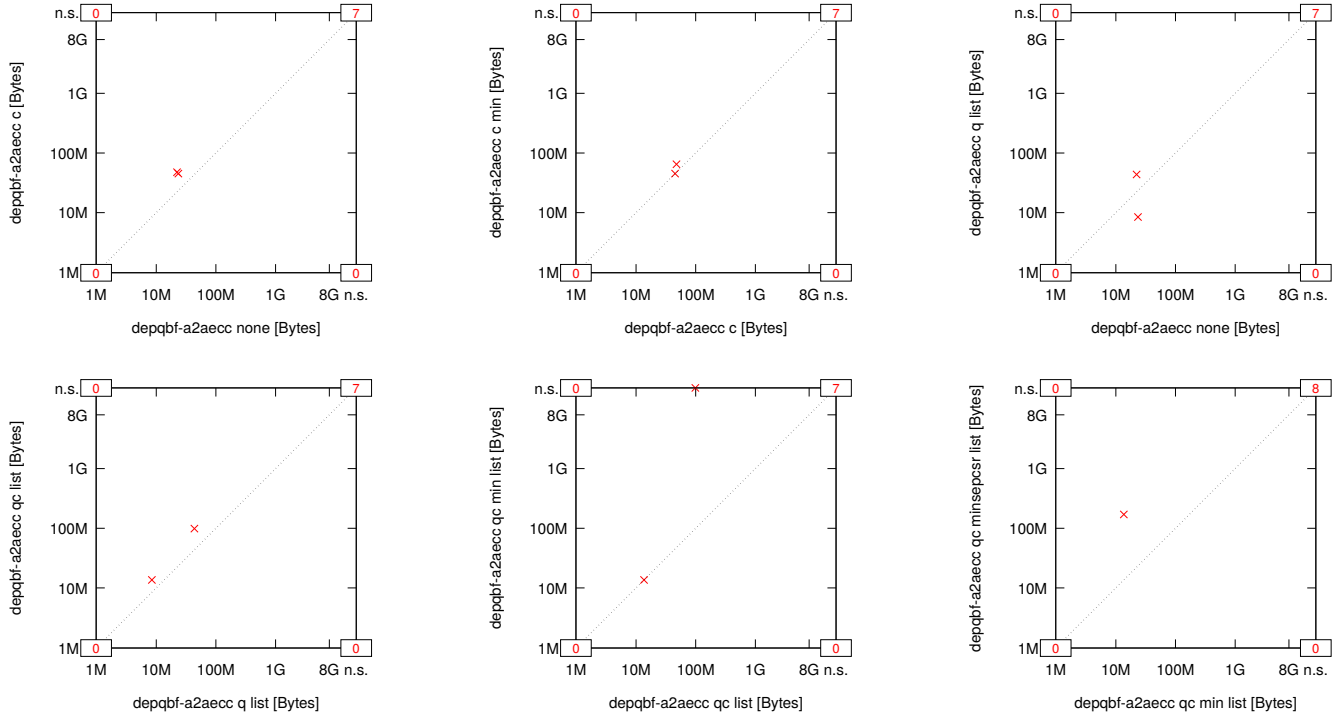 n.s. 0 7
8G
1G
100M
10M
1M 0 0
1M 10M 100M 1G 8G n.s.
depqbf-a2aecc c [Bytes]
depqbf-a2aecc none [Bytes]
n.s. 0 7
8G
1G
100M
10M
1M 0 0
1M 10M 100M 1G 8G n.s.
depqbf-a2aecc c min [Bytes]
depqbf-a2aecc c [Bytes]
n.s. 0 7
8G
1G
100M
10M
1M 0 0
1M 10M 100M 1G 8G n.s.
depqbf-a2aecc q list [Bytes]
depqbf-a2aecc none [Bytes]
n.s. 0 7
8G
1G
100M
10M
1M 0 0
1M 10M 100M 1G 8G n.s.
depqbf-a2aecc qc list [Bytes]
depqbf-a2aecc q list [Bytes]
n.s. 0 7
8G
1G
100M
10M
1M 0 0
1M 10M 100M 1G 8G n.s.
depqbf-a2aecc qc min list [Bytes]
depqbf-a2aecc qc list [Bytes]
n.s. 0 8
8G
1G
100M
10M
1M 0 0
1M 10M 100M 1G 8G n.s.
depqbf-a2aecc qc minsepcsr list [Bytes]
depqbf-a2aecc qc min list [Bytes]